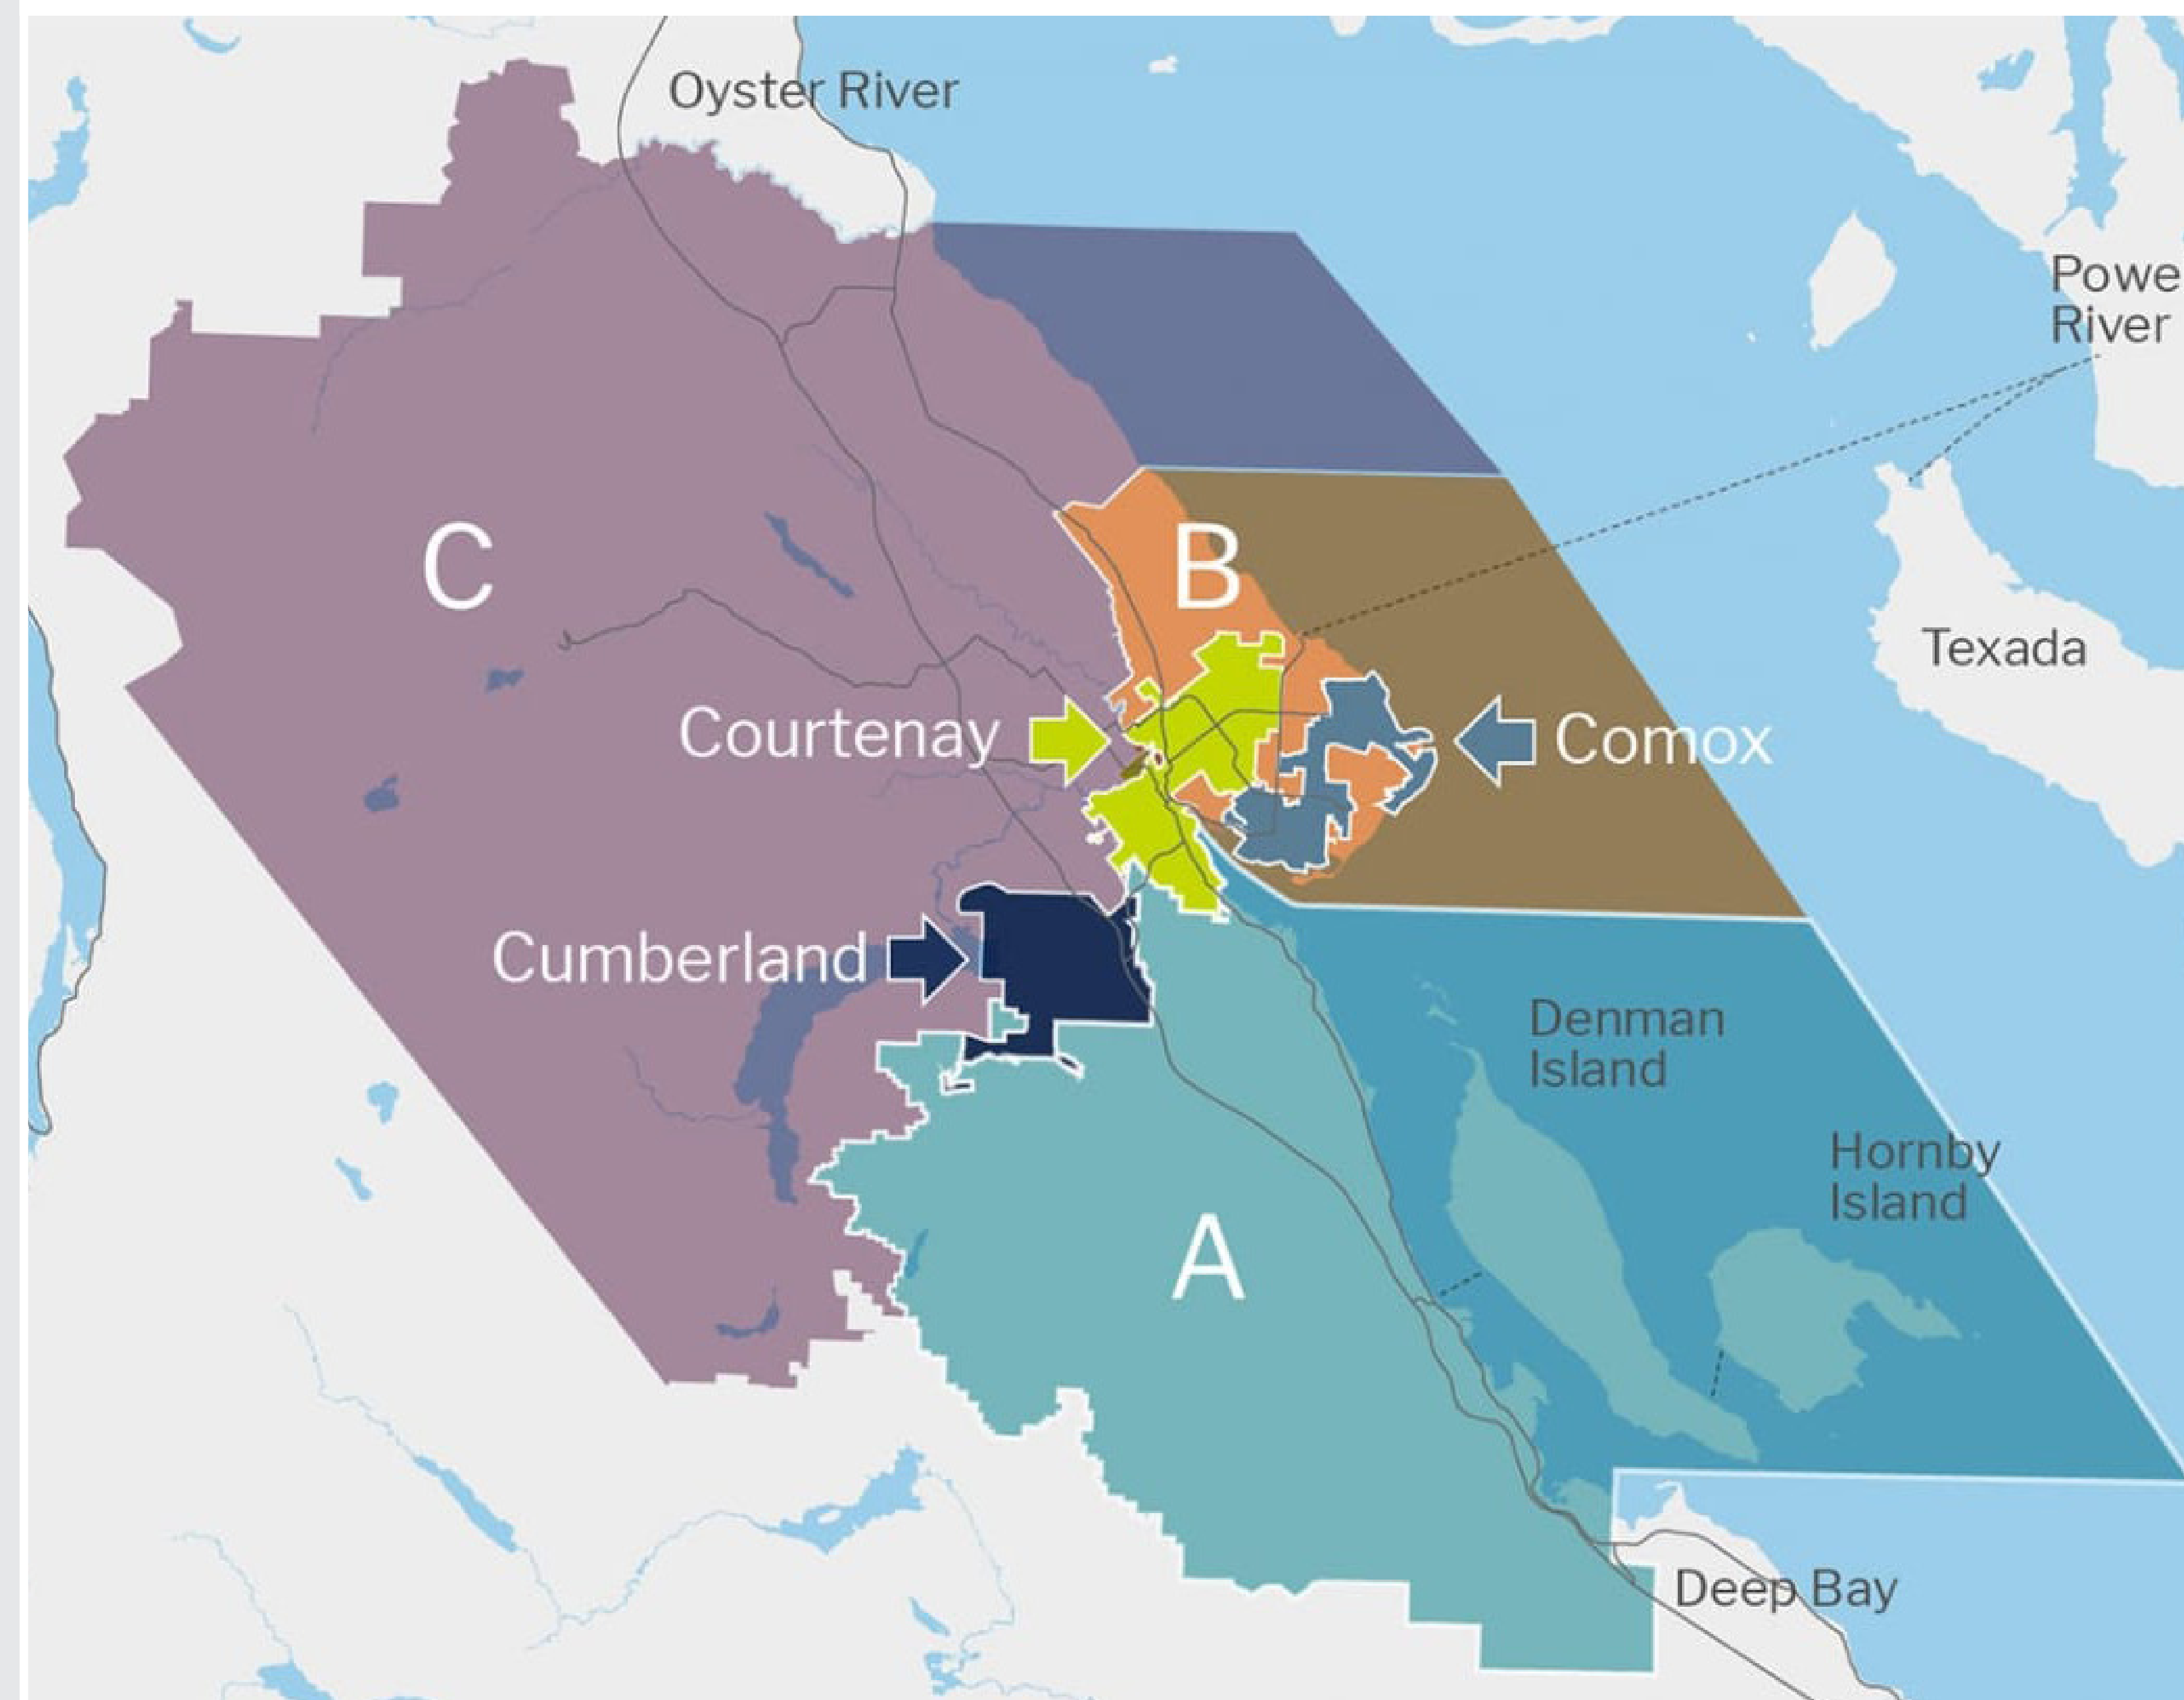 Oyster River
Powe
River
C
B
Texada
Courtenay
Comox
Cumberland
Denman
Island
Hornby
Island
A
Deep Bay